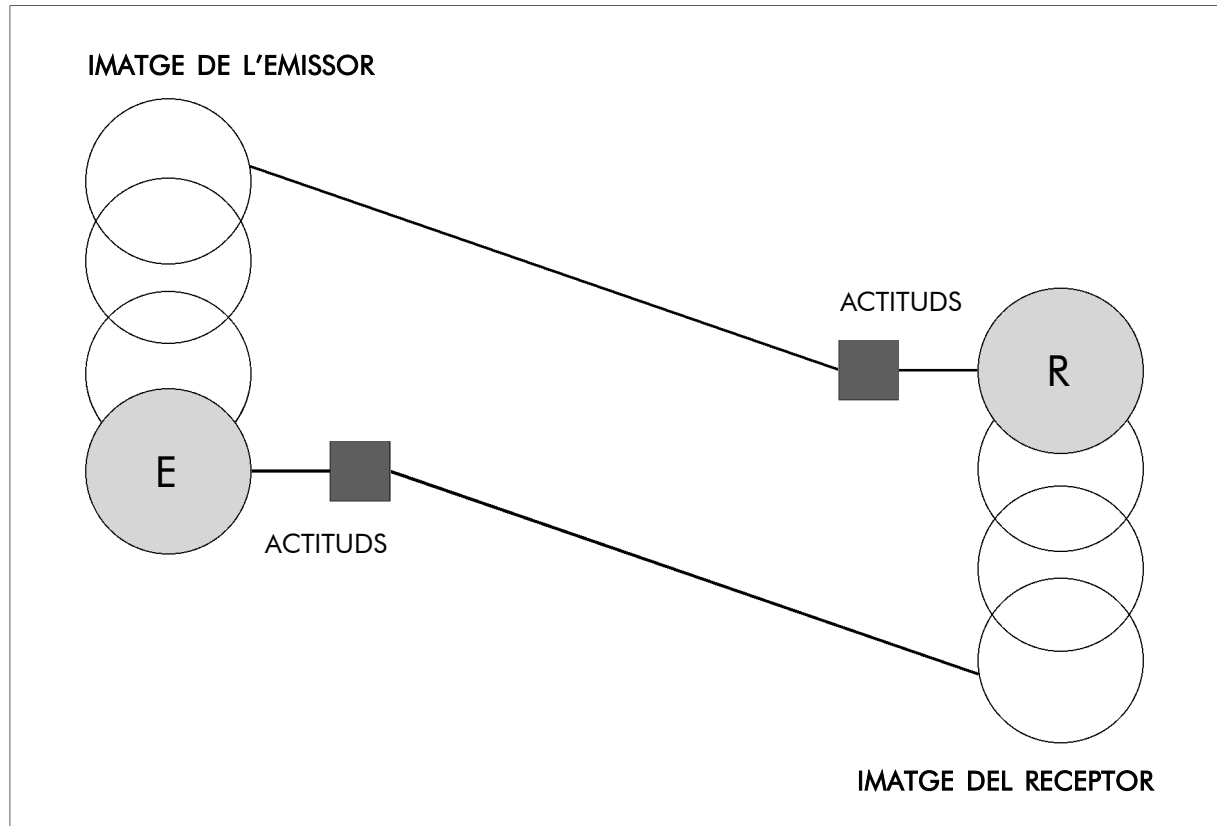 IMATGE DE L'EMISSOR
ACTITUDS
R
E
ACTITUDS
IMATGE DEL RECEPTOR